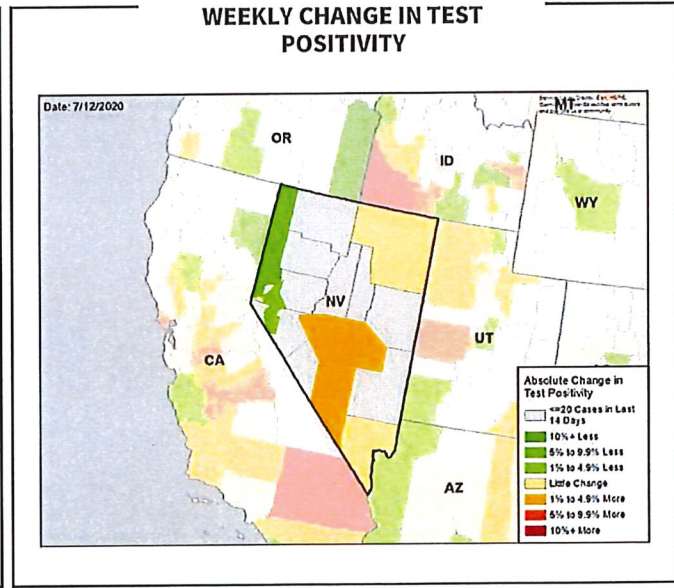 WEEKLY CHANGE IN TEST
POSITIVITY
Date: 7/12/2020
MT
OR
ID
WY
NV
UT
CA
AZ
Absolute Change in
Test Positivity
<=20 Cases in Last
14 Days
10%+ Less
5% to 9.9% Less
1% to 4.9% Less
Little Change
1% to 4.9% More
5% to 9.9% More
10%+ More